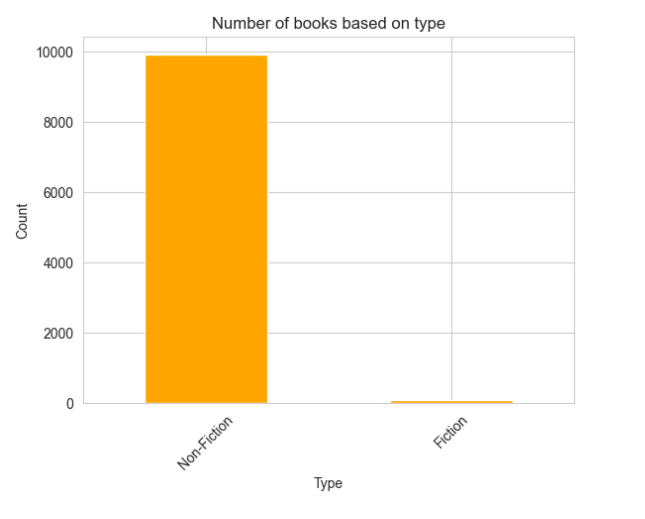 Number of books based on type
10000
8000
6000
4000
2000
0
Count
Non-Fiction
Fiction
Type